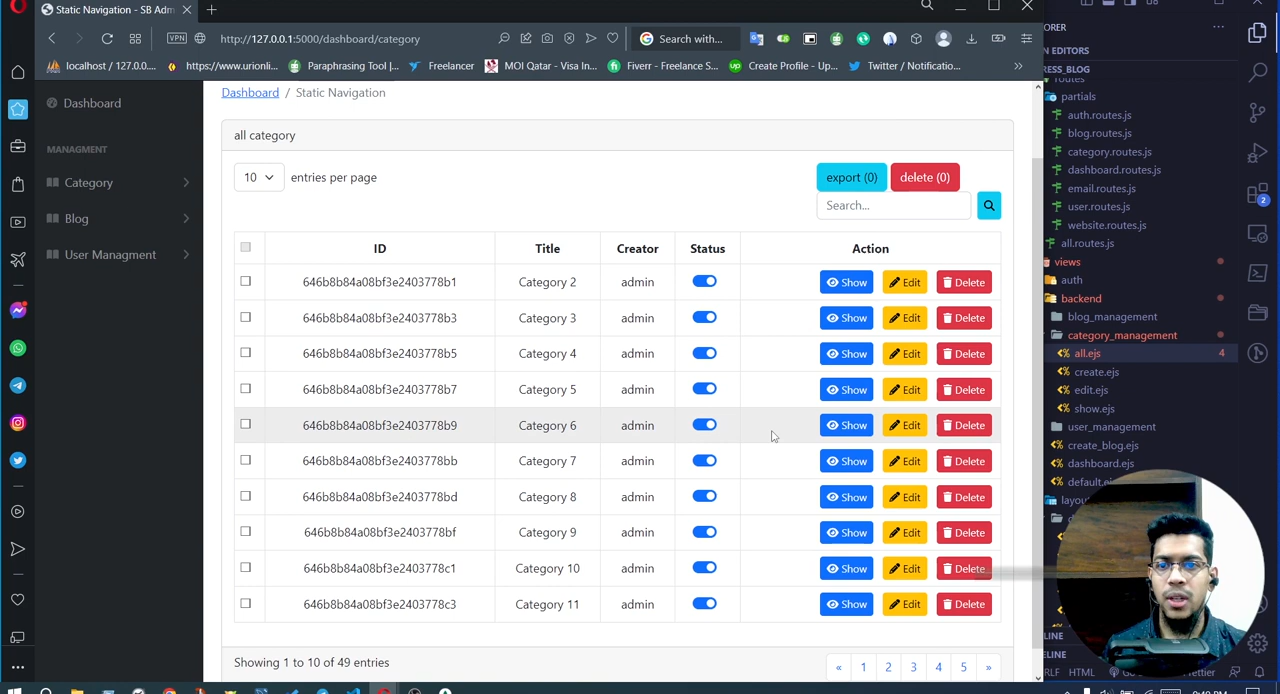 Static Navigation - SB Adm
VPN
http://127.0.0.1:5000/dashboard/category
Search with...
localhost / 127.0.0....
https://www.urionli...
Paraphrasing Tool |...
Freelancer
MOI Qatar - Visa In...
Fiverr - Freelance S...
Create Profile - Up...
Twitter / Notificatio...
Dashboard
MANAGMENT
Category
Blog
User Managment
Dashboard / Static Navigation
all category
10 entries per page
export (0) delete (0)
Search...
ID Title Creator Status Action
646b8b84a08bf3e2403778b1 Category 2 admin Show Edit Delete
646b8b84a08bf3e2403778b3 Category 3 admin Show Edit Delete
646b8b84a08bf3e2403778b5 Category 4 admin Show Edit Delete
646b8b84a08bf3e2403778b7 Category 5 admin Show Edit Delete
646b8b84a08bf3e2403778b9 Category 6 admin Show Edit Delete
646b8b84a08bf3e2403778bb Category 7 admin Show Edit Delete
646b8b84a08bf3e2403778bd Category 8 admin Show Edit Delete
646b8b84a08bf3e2403778bf Category 9 admin Show Edit Delete
646b8b84a08bf3e2403778c1 Category 10 admin Show Edit Delete
646b8b84a08bf3e2403778c3 Category 11 admin Show Edit Delete
Showing 1 to 10 of 49 entries
« 1 2 3 4 5 »
ORER
N EDITORS
RESS_BLOG
routes
partials
auth.routes.js
blog.routes.js
category.routes.js
dashboard.routes.js
email.routes.js
user.routes.js
website.routes.js
all.routes.js
views
auth
backend
blog_management
category_management
all.ejs 4
create.ejs
edit.ejs
show.ejs
user_management
create_blog.ejs
dashboard.ejs
default.ej
layou
LINE
ELINE
RLF HTML
2